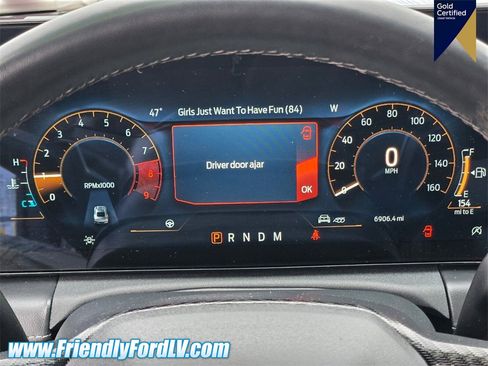 Gold
Certified
47° Girls Just Want To Have Fun (84) W
Driver door ajar
OK
0 1 2 3 4 5 6 7 8 9
RPMx1000
H
C
0 20 40 60 80 100 120 140 160
0
MPH
F
E
154
mi to E
6906.4 mi
P R N D M
www.FriendlyFordLV.com